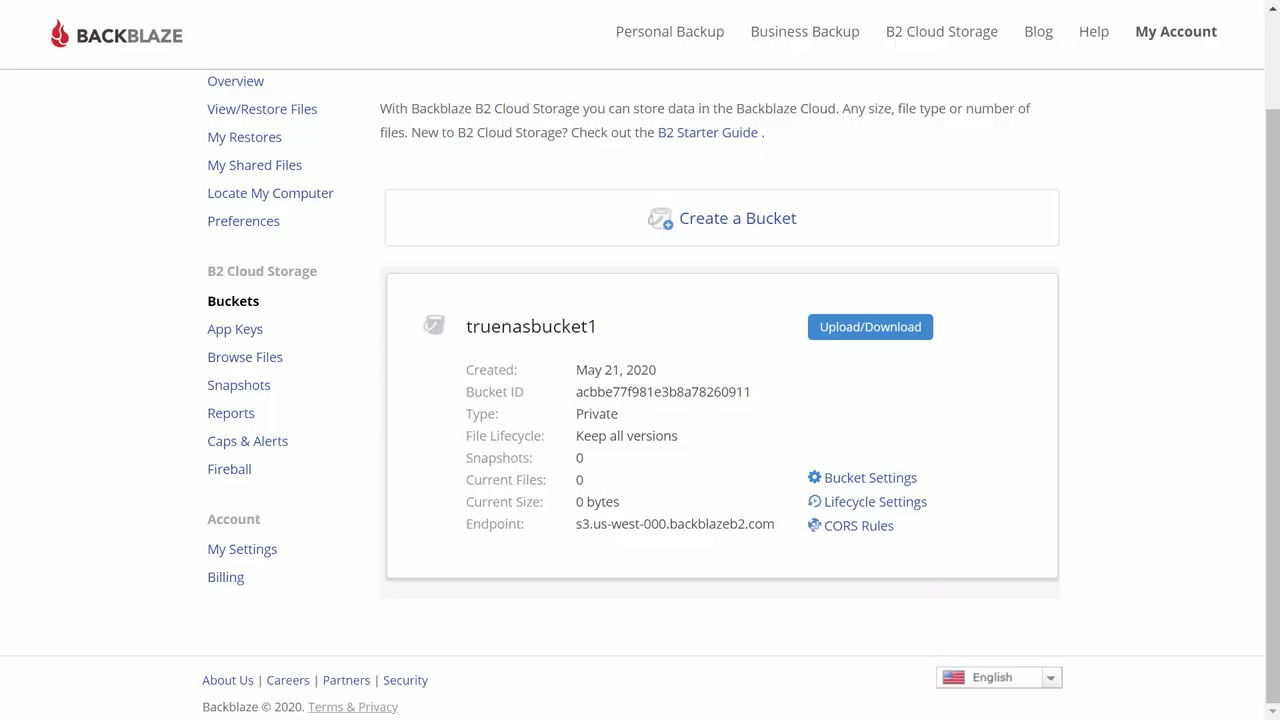 BACKBLAZE
Personal Backup Business Backup B2 Cloud Storage Blog Help My Account
Overview
View/Restore Files
My Restores
My Shared Files
Locate My Computer
Preferences
B2 Cloud Storage
Buckets
App Keys
Browse Files
Snapshots
Reports
Caps & Alerts
Fireball
Account
My Settings
Billing
With Backblaze B2 Cloud Storage you can store data in the Backblaze Cloud. Any size, file type or number of
files. New to B2 Cloud Storage? Check out the B2 Starter Guide .
Create a Bucket
truenasbucket1
Upload/Download
Created: May 21, 2020
Bucket ID acbbe77f981e3b8a78260911
Type: Private
File Lifecycle: Keep all versions
Snapshots: 0
Current Files: 0
Current Size: 0 bytes
Endpoint: s3.us-west-000.backblazeb2.com
Bucket Settings
Lifecycle Settings
CORS Rules
About Us | Careers | Partners | Security
Backblaze © 2020. Terms & Privacy
English